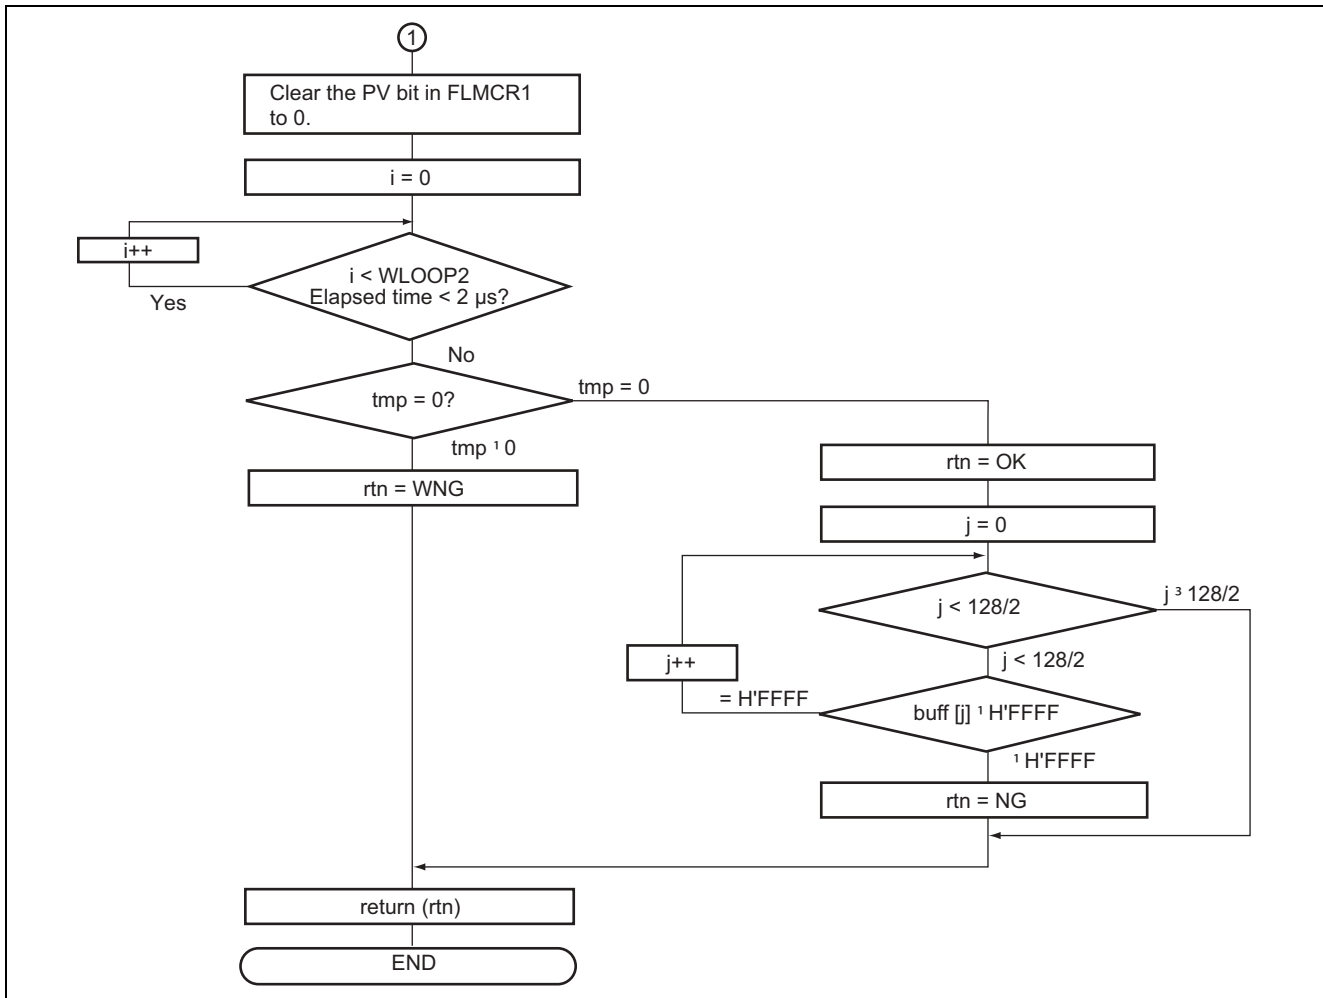 1
Clear the PV bit in FLMCR1
to 0.
i = 0
i++
i < WLOOP2
Elapsed time < 2 µs?
Yes
No
tmp = 0?
tmp = 0
tmp ¹ 0
rtn = WNG
rtn = OK
j = 0
j < 128/2
j ³ 128/2
j++
j < 128/2
= H'FFFF
buff [j] ¹ H'FFFF
¹ H'FFFF
rtn = NG
return (rtn)
END